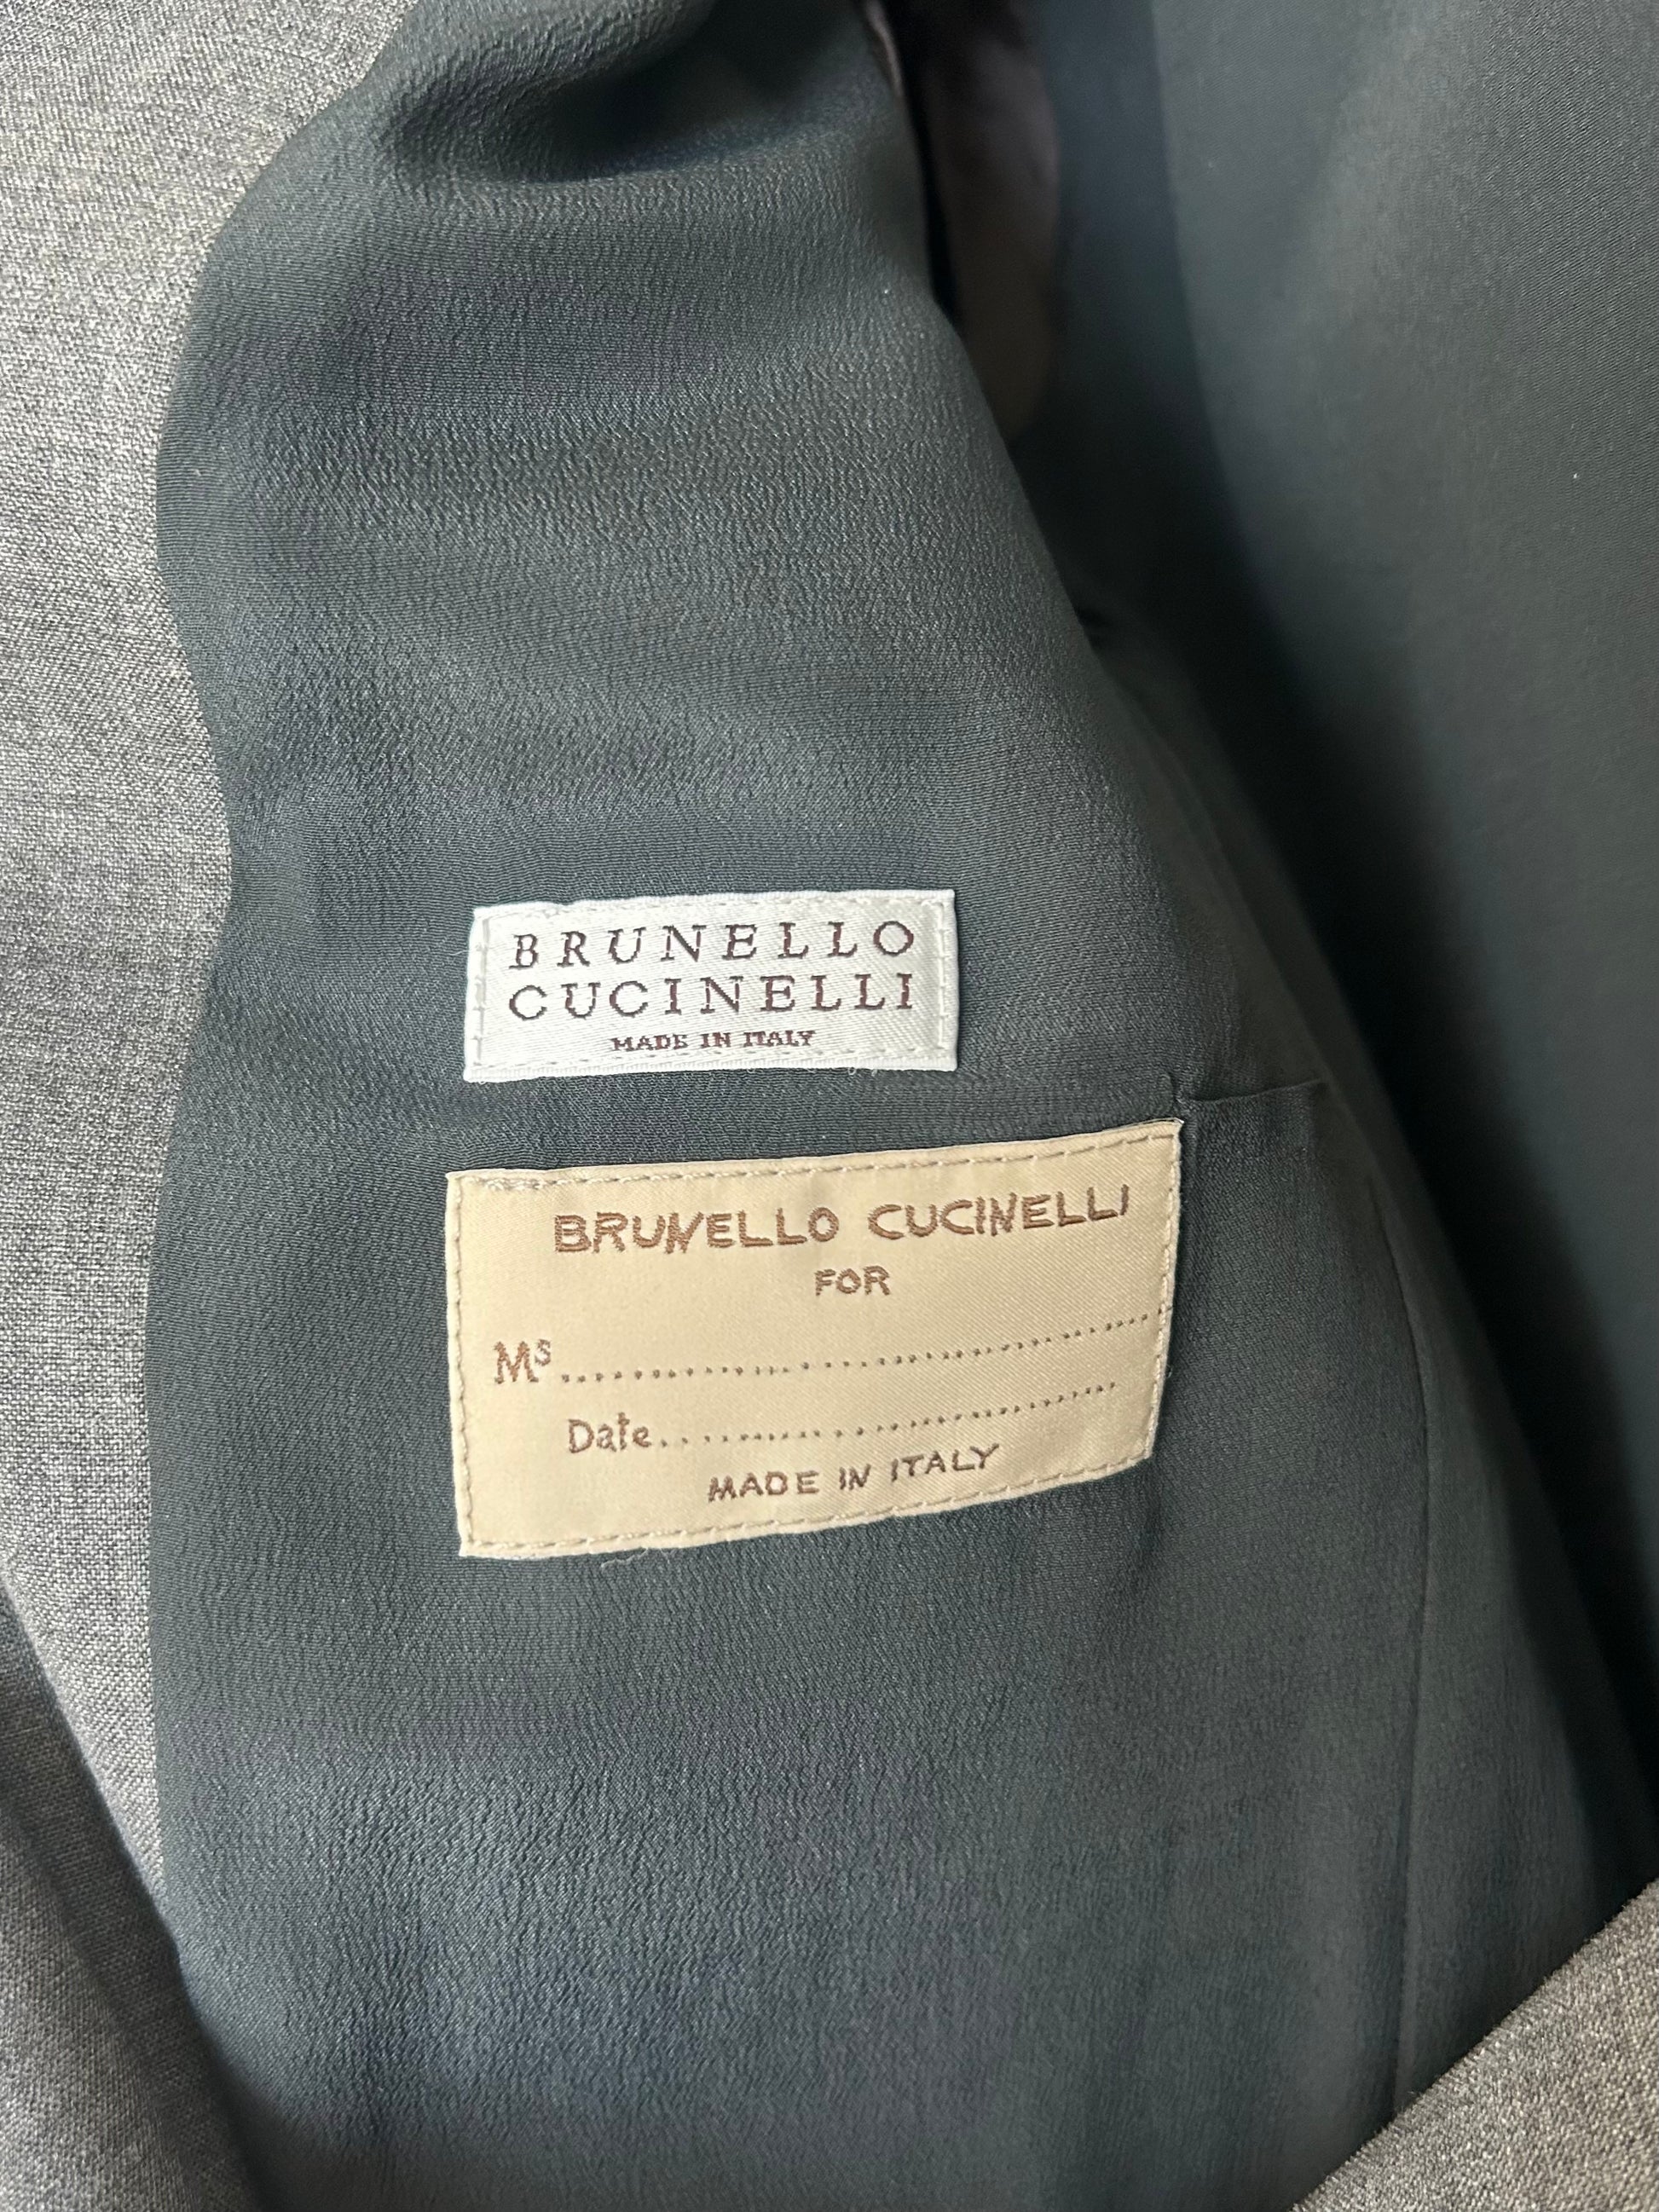 BRUNELLO
CUCINELLI
MADE IN ITALY
BRUNELLO CUCINELLI
FOR
Ms....................................
Date..............................
MADE IN ITALY